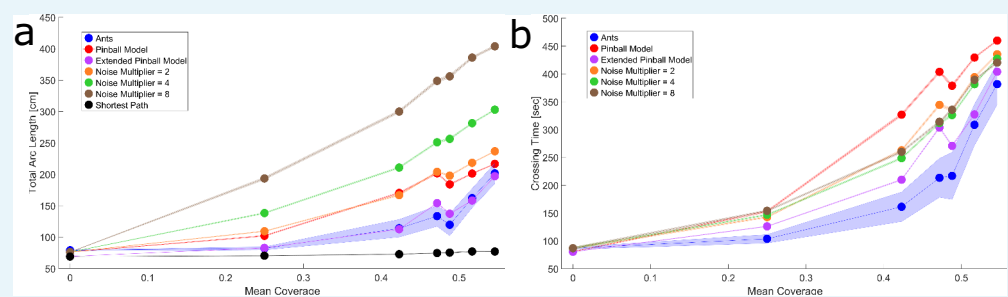 a
Total Arc Length [cm]
450
400
350
300
250
200
150
100
50
Ants
Pinball Model
Extended Pinball Model
Noise Multiplier = 2
Noise Multiplier = 4
Noise Multiplier = 8
Shortest Path
0
0.1
0.2
0.3
0.4
0.5
Mean Coverage
b
Crossing Time [sec]
500
450
400
350
300
250
200
150
100
50
Ants
Pinball Model
Extended Pinball Model
Noise Multiplier = 2
Noise Multiplier = 4
Noise Multiplier = 8
0
0.1
0.2
0.3
0.4
0.5
Mean Coverage